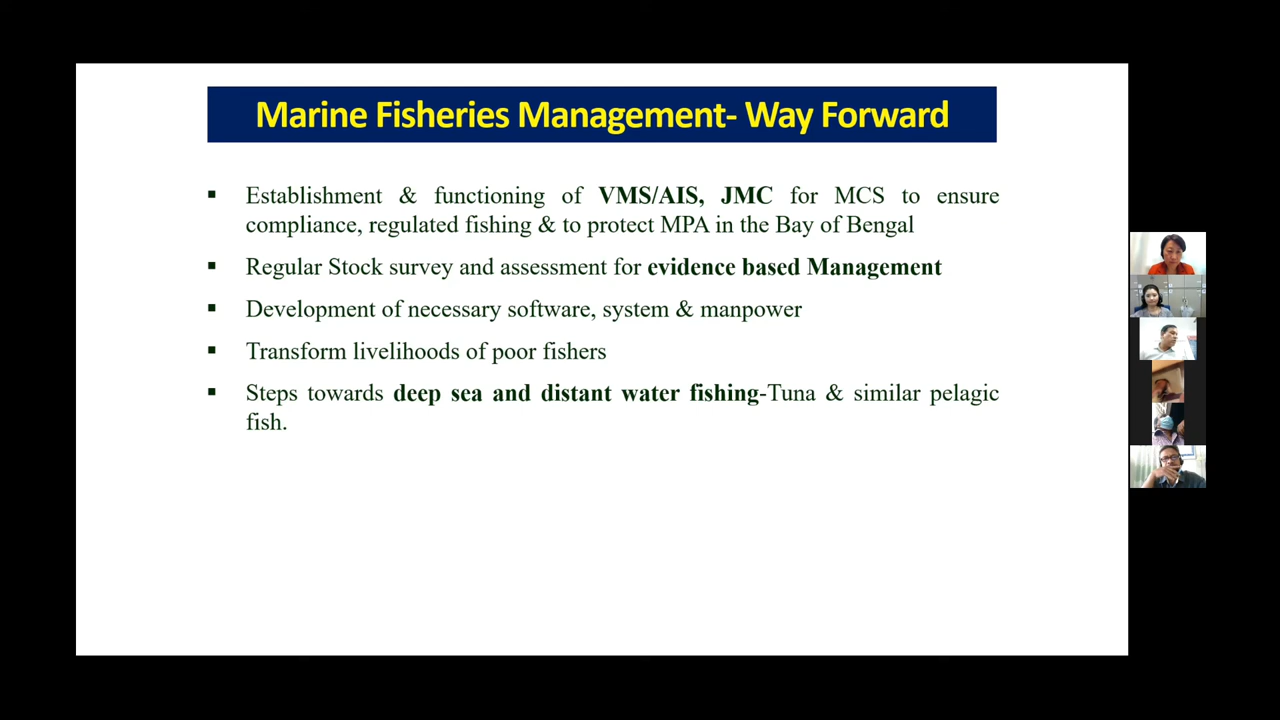 Marine Fisheries Management- Way Forward
▪ Establishment & functioning of VMS/AIS, JMC for MCS to ensure
compliance, regulated fishing & to protect MPA in the Bay of Bengal
▪ Regular Stock survey and assessment for evidence based Management
▪ Development of necessary software, system & manpower
▪ Transform livelihoods of poor fishers
▪ Steps towards deep sea and distant water fishing-Tuna & similar pelagic
fish.